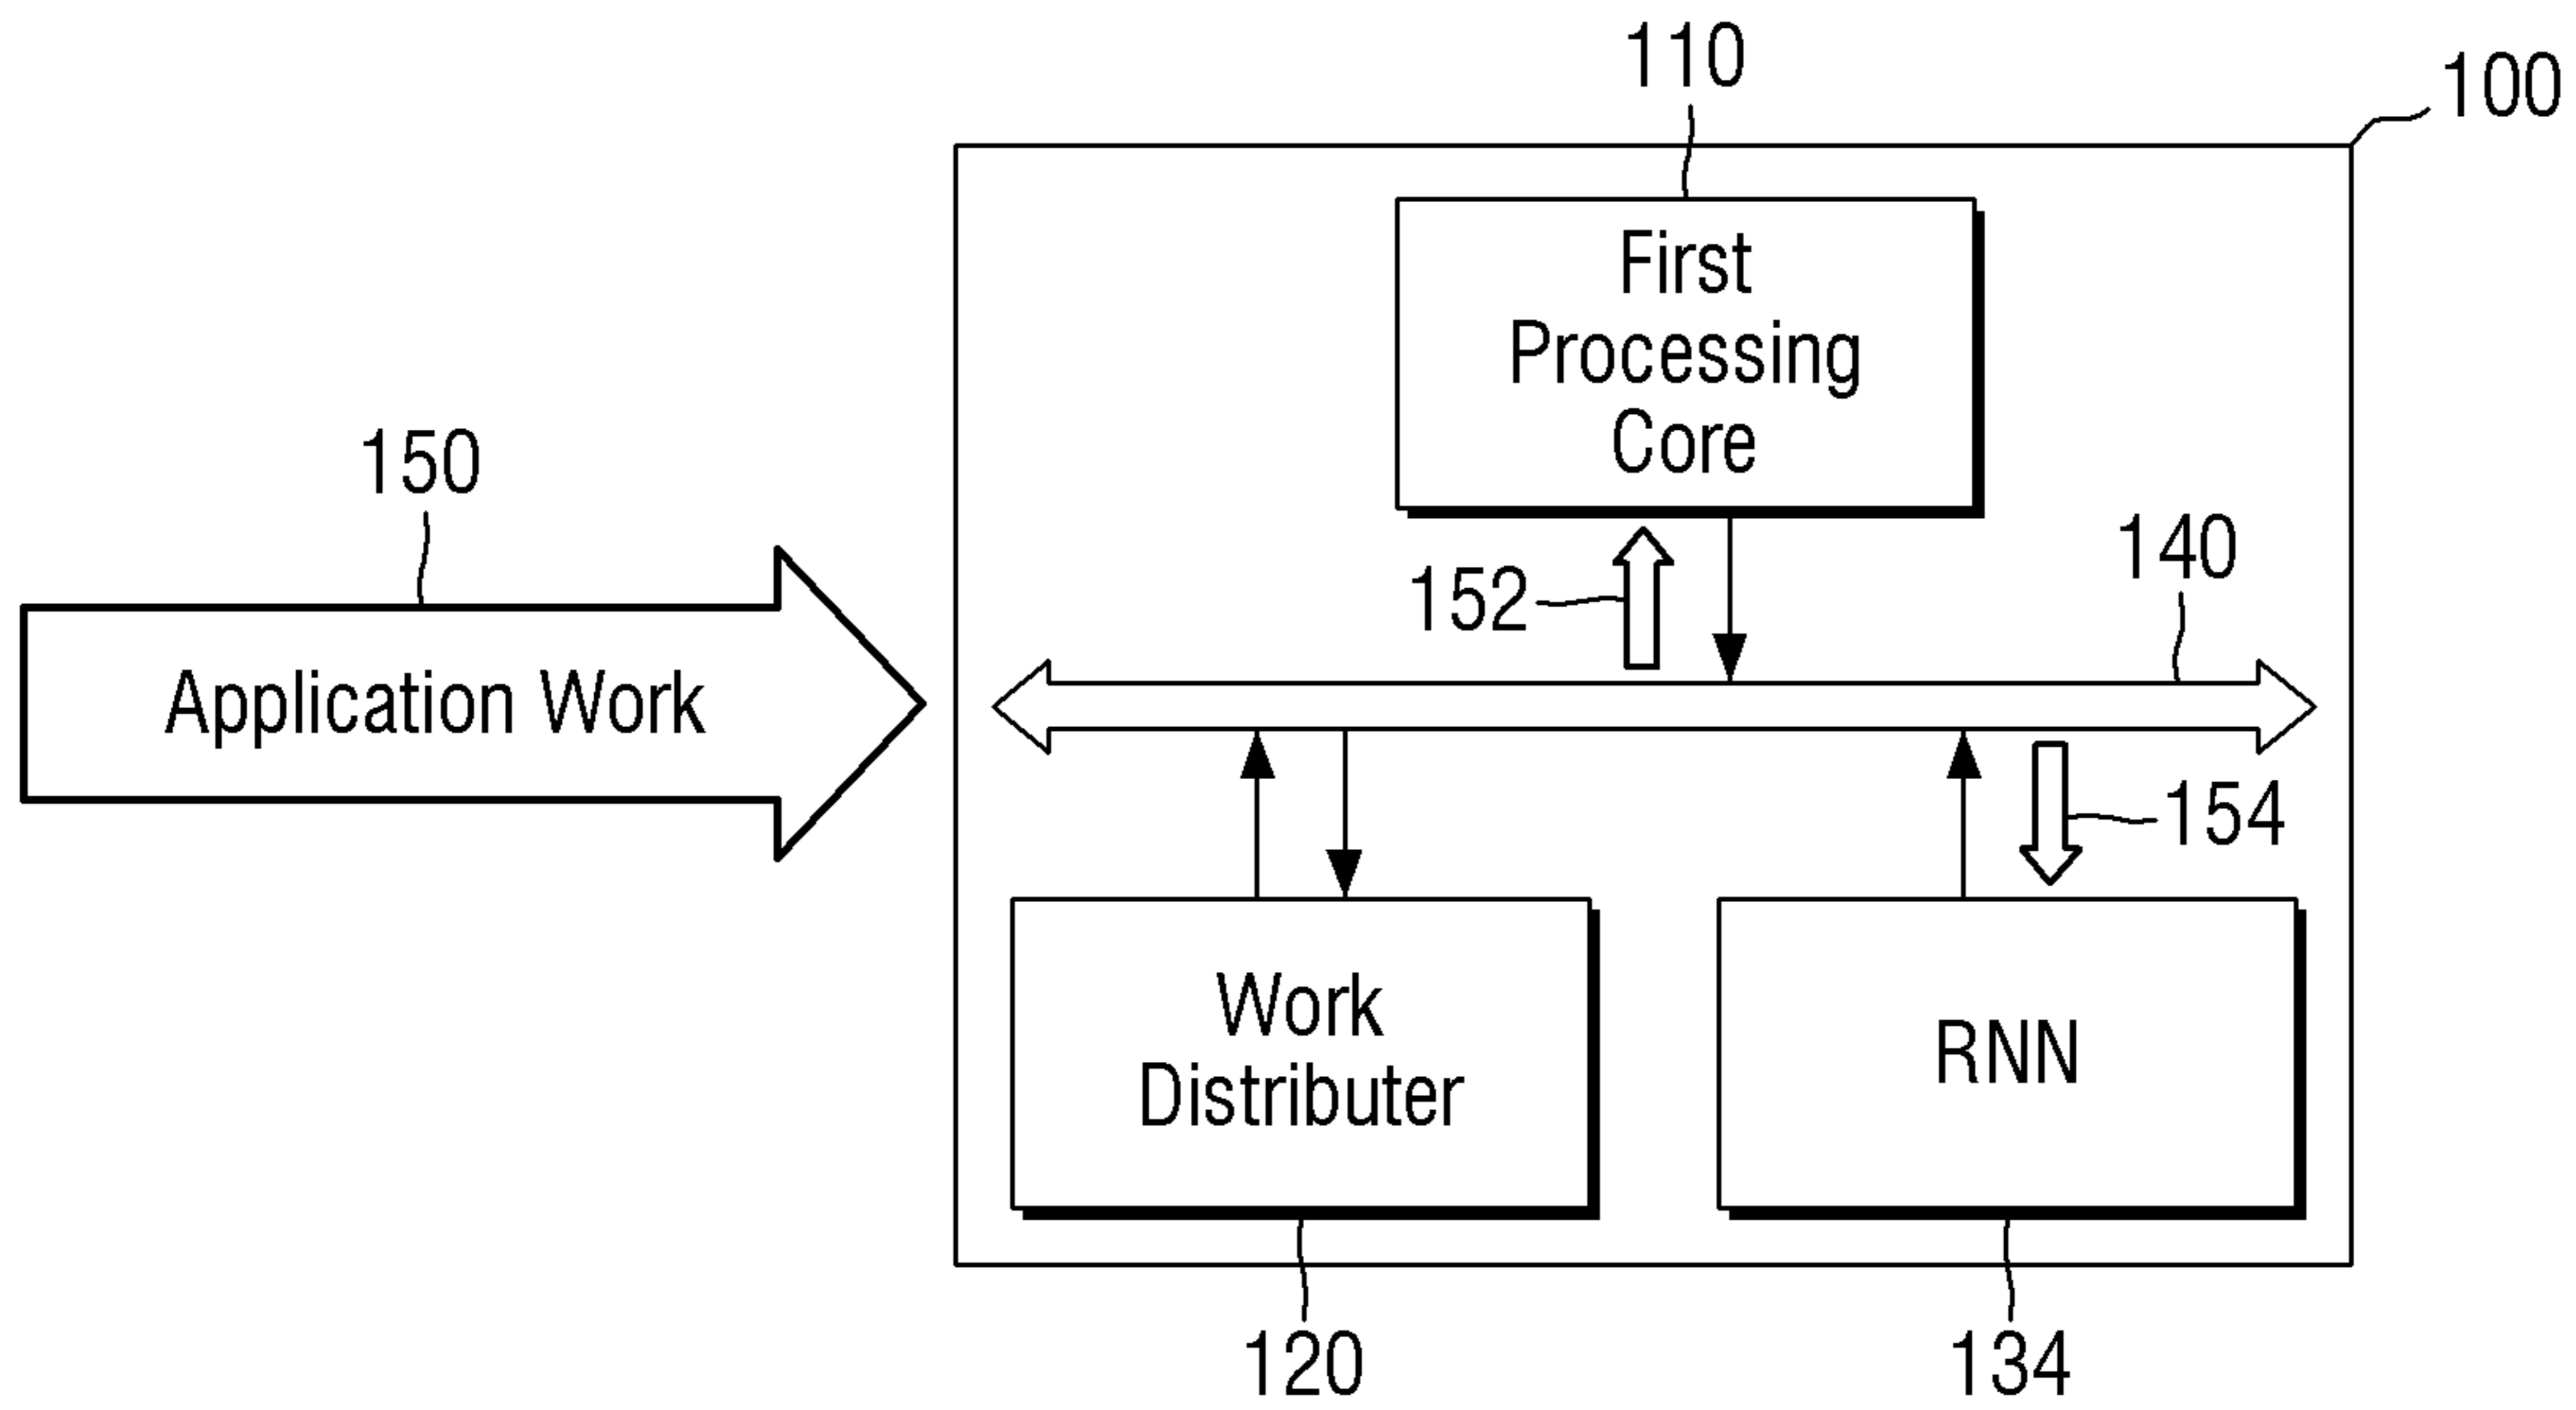 110
100
First
Processing
Core
150
140
152
Application Work
154
Work
Distributer
RNN
120
134